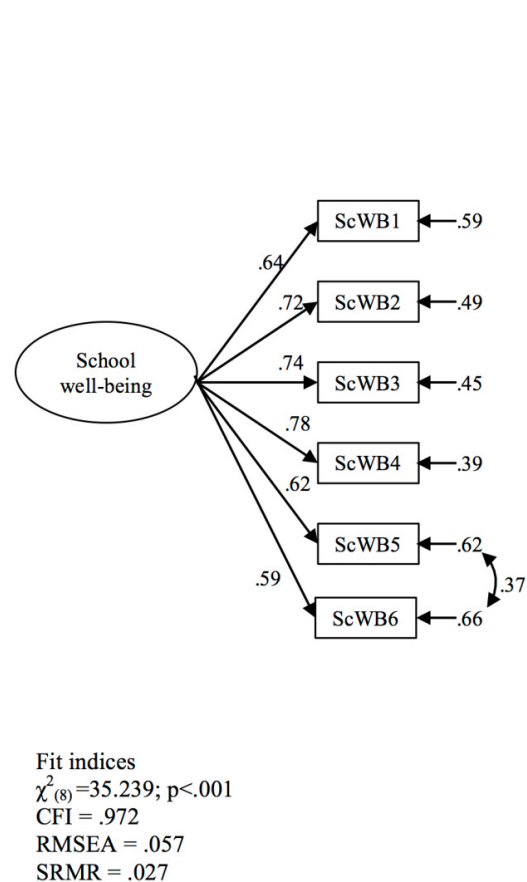 ScWB1
.59
.64
.72
ScWB2
.49
School
well-being
.74
ScWB3
.45
.78
ScWB4
.39
.62
ScWB5
.62
.37
.59
ScWB6
.66
Fit indices
χ²(8)=35.239; p<.001
CFI = .972
RMSEA = .057
SRMR = .027